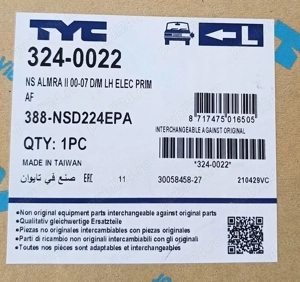 TYC
L
324-0022
NS ALMRA II 00-07 D/M LH ELEC PRIM
AF
8 717475 016505
388-NSD224EPA
INTERCHANGEABLE AGAINST ORIGINAL
QTY: 1PC
MADE IN TAIWAN
*324-0022*
صنع في تايوان
EAC
11
30058458-27
210429VC
●Non original equipment parts interchangeable against original parts
●Qualitativ gleichwertige Ersatzteile
●Piezas no originales intercambiables con las originales
●Parti di ricambio non originali intercambiabili con gli originali
●Toutes nos pièces sont adaptables et interchangeable